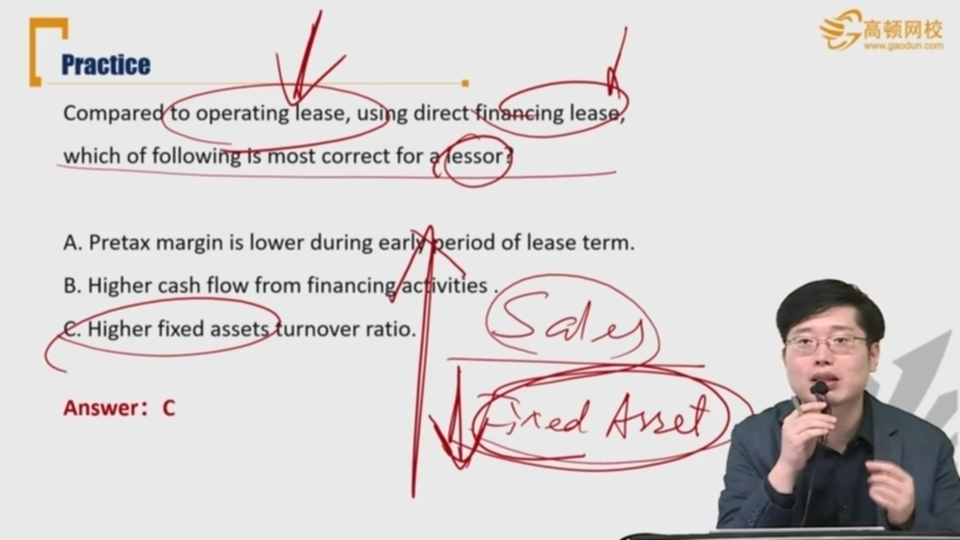 Practice
高顿网校
www.gaodun.com
Compared to operating lease, using direct financing lease,
which of following is most correct for a lessor?
A. Pretax margin is lower during early period of lease term.
B. Higher cash flow from financing activities .
C. Higher fixed assets turnover ratio.
Sales
Fixed Asset
Answer： C